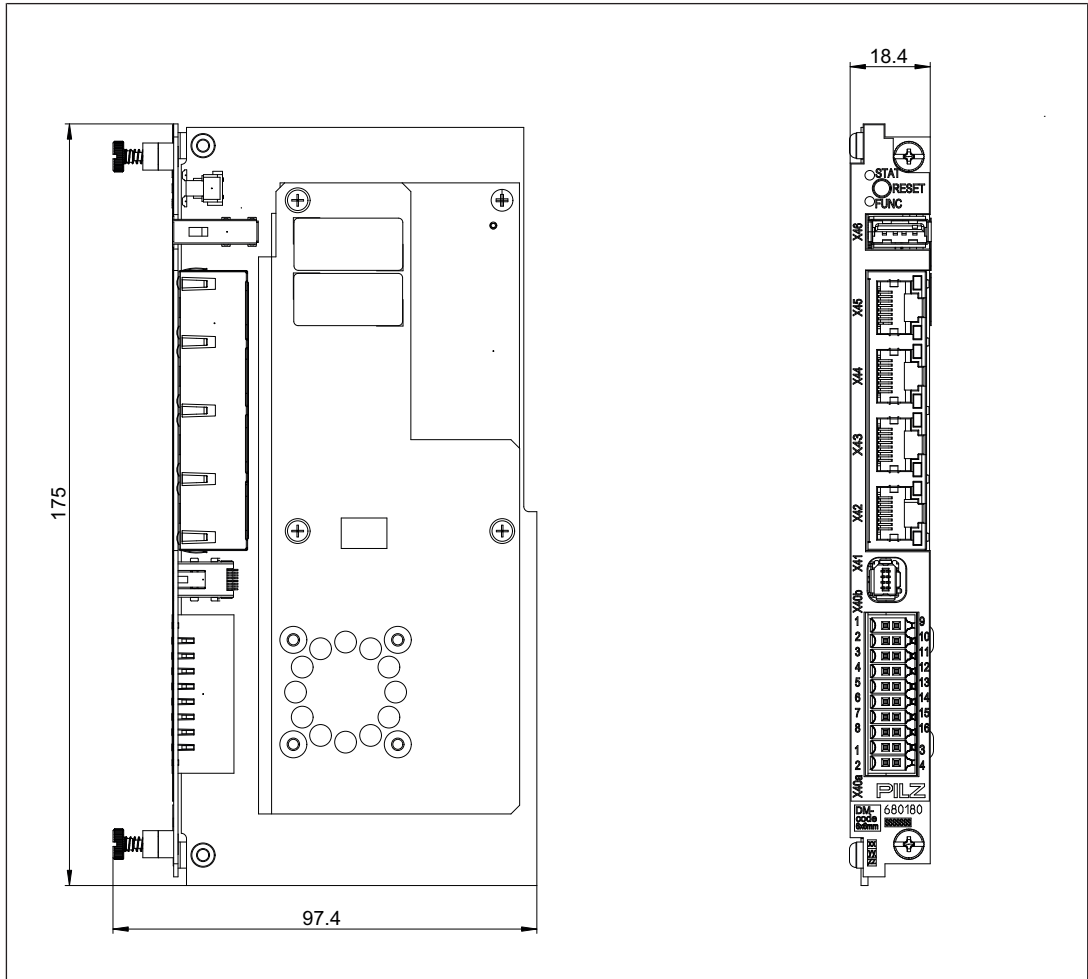 175
97.4
18.4
STAT
RESET
FUNC
X46
X45
X44
X43
X42
X41
X40b
1 9
2 10
3 11
4 12
5 13
6 14
7 15
8 16
1 3
2 4
X40a
PILZ
DM-
code
680180